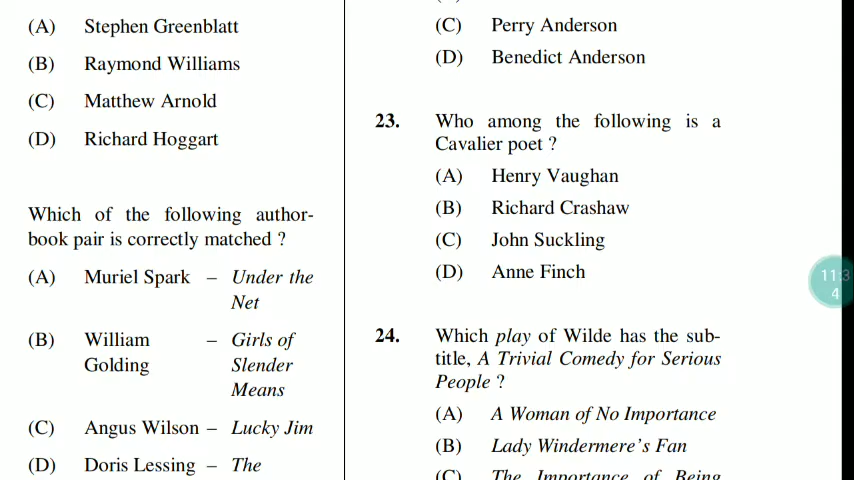 (A) Stephen Greenblatt
(B) Raymond Williams
(C) Matthew Arnold
(D) Richard Hoggart
Which of the following author-
book pair is correctly matched ?
(A) Muriel Spark – Under the
Net
(B) William – Girls of
Golding Slender
Means
(C) Angus Wilson – Lucky Jim
(D) Doris Lessing – The
(C) Perry Anderson
(D) Benedict Anderson
23. Who among the following is a
Cavalier poet ?
(A) Henry Vaughan
(B) Richard Crashaw
(C) John Suckling
(D) Anne Finch
24. Which play of Wilde has the sub-
title, A Trivial Comedy for Serious
People ?
(A) A Woman of No Importance
(B) Lady Windermere's Fan
(C) The Importance of Being
11:3
4